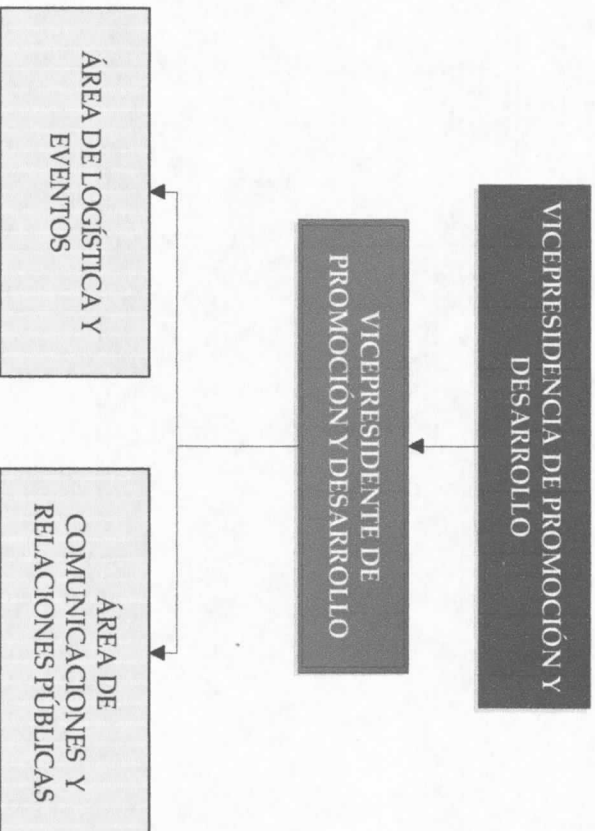 VICEPRESIDENCIA DE PROMOCIÓN Y
DESARROLLO
VICEPRESIDENTE DE
PROMOCIÓN Y DESARROLLO
ÁREA DE LOGÍSTICA Y
EVENTOS
ÁREA DE
COMUNICACIONES Y
RELACIONES PÚBLICAS